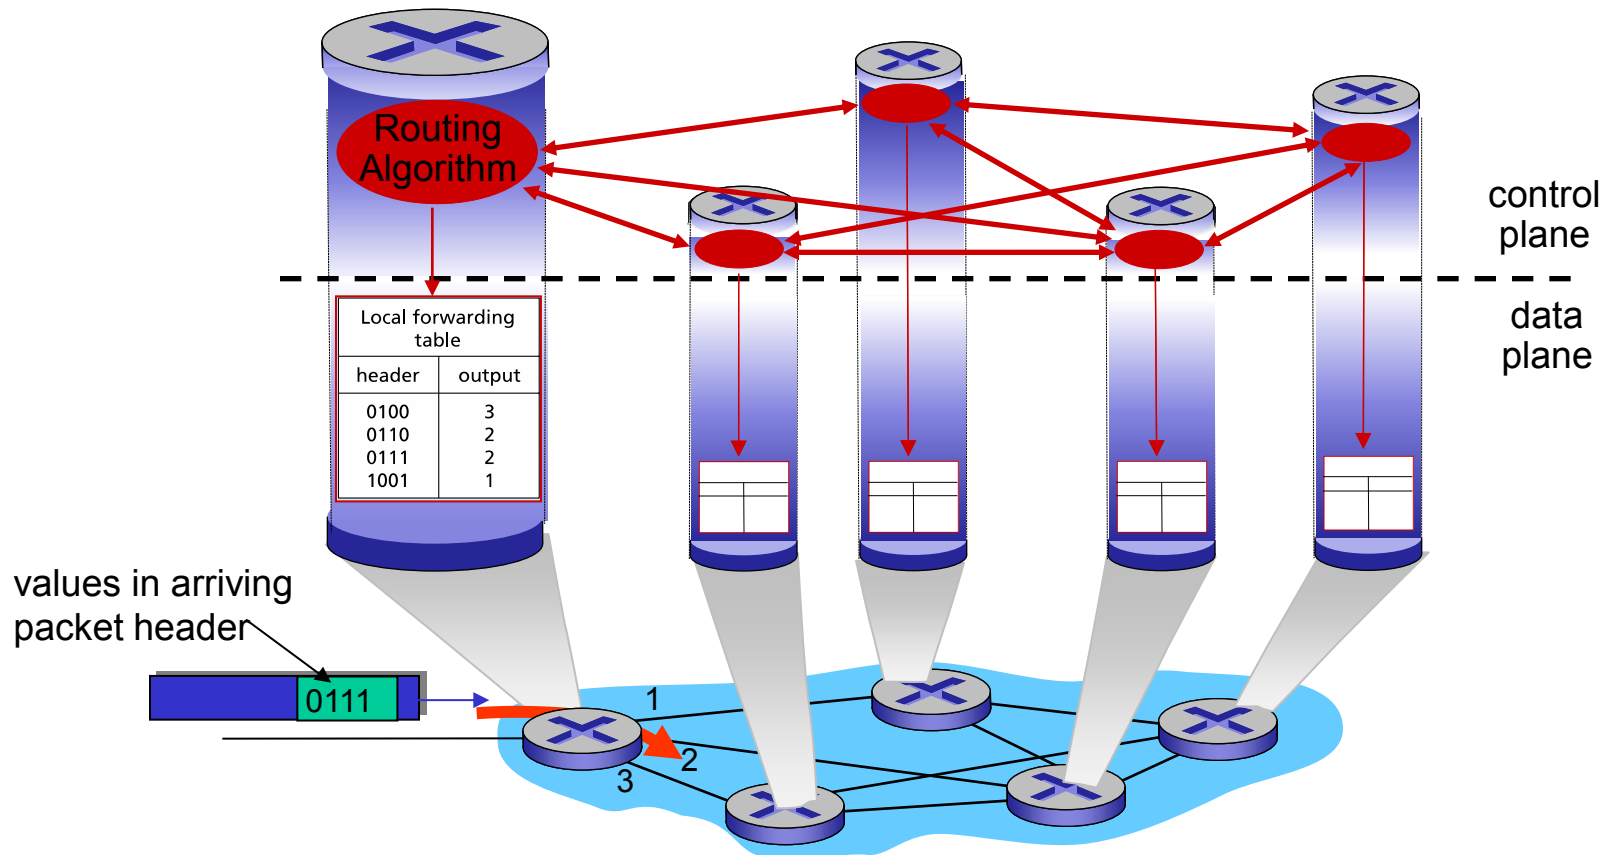 Routing
Algorithm
control
plane
data
plane
Local forwarding
table
header output
0100 3
0110 2
0111 2
1001 1
values in arriving
packet header
0111
1
2
3